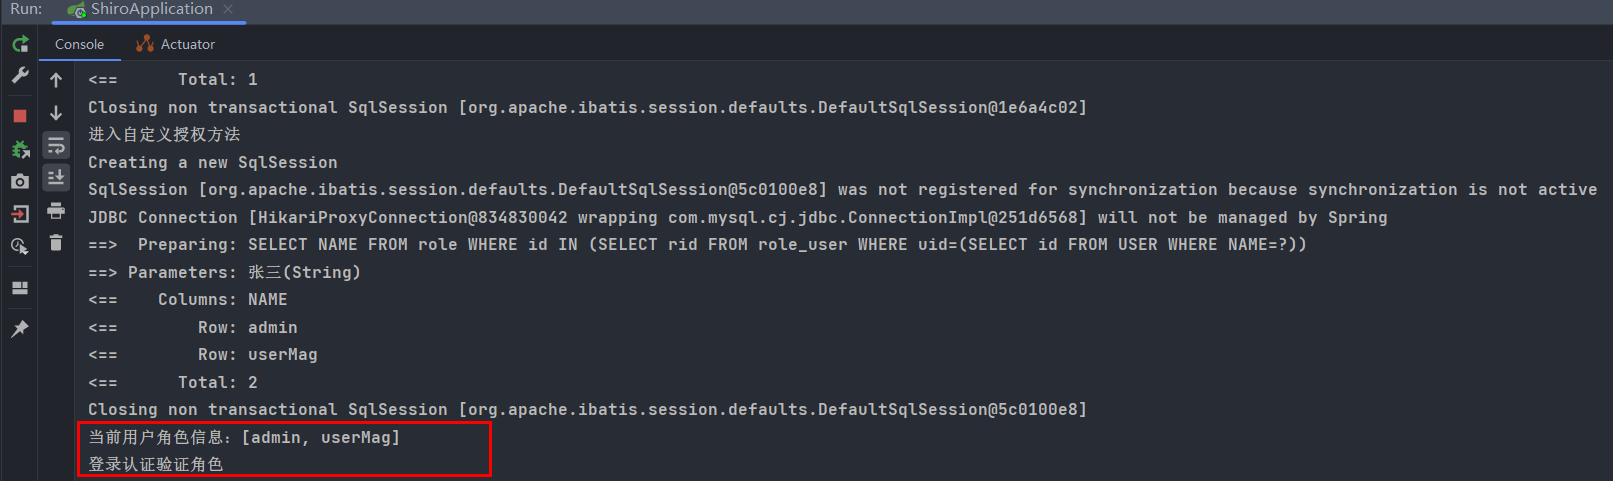 Run: ShiroApplication ×
Console Actuator
<== Total: 1
Closing non transactional SqlSession [org.apache.ibatis.session.defaults.DefaultSqlSession@1e6a4c02]
进入自定义授权方法
Creating a new SqlSession
SqlSession [org.apache.ibatis.session.defaults.DefaultSqlSession@5c0100e8] was not registered for synchronization because synchronization is not active
JDBC Connection [HikariProxyConnection@834830042 wrapping com.mysql.cj.jdbc.ConnectionImpl@251d6568] will not be managed by Spring
==> Preparing: SELECT NAME FROM role WHERE id IN (SELECT rid FROM role_user WHERE uid=(SELECT id FROM USER WHERE NAME=?))
==> Parameters: 张三(String)
<== Columns: NAME
<== Row: admin
<== Row: userMag
<== Total: 2
Closing non transactional SqlSession [org.apache.ibatis.session.defaults.DefaultSqlSession@5c0100e8]
当前用户角色信息：[admin, userMag]
登录认证验证角色